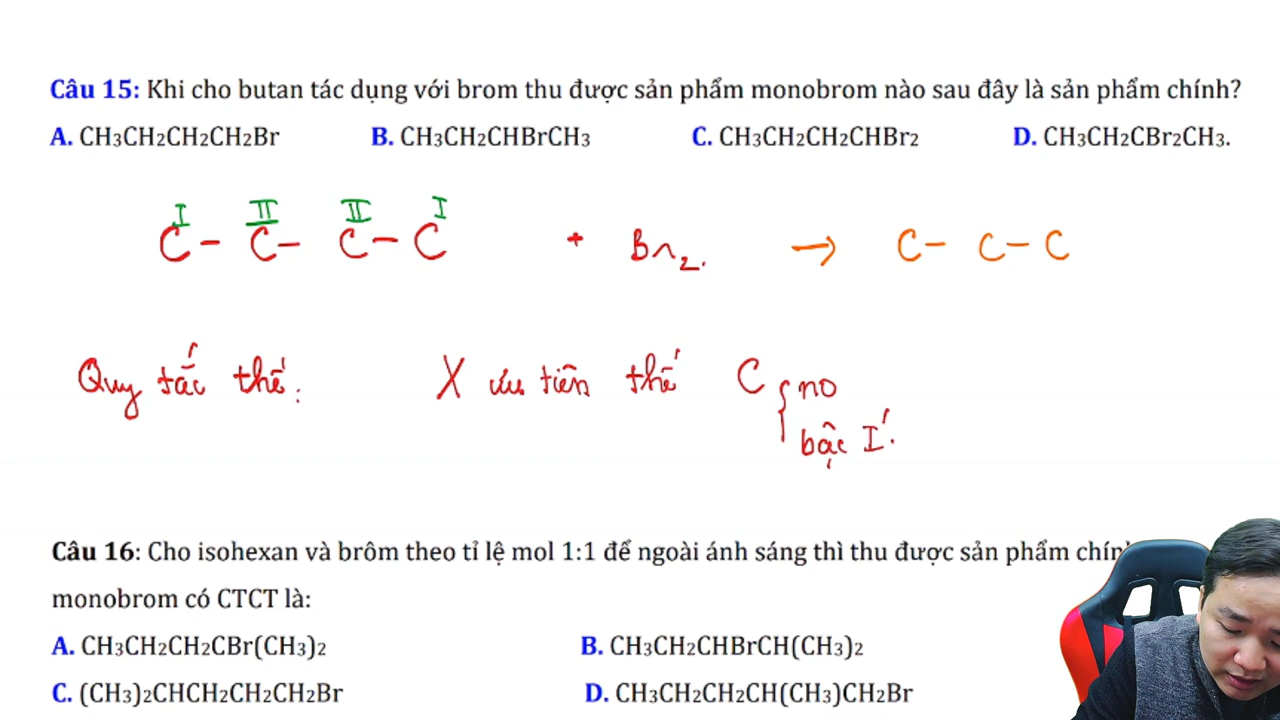 Câu 15: Khi cho butan tác dụng với brom thu được sản phẩm monobrom nào sau đây là sản phẩm chính?
A. CH3CH2CH2CH2Br B. CH3CH2CHBrCH3 C. CH3CH2CH2CHBr2 D. CH3CH2CBr2CH3.
I II II I
C - C - C - C + Br2. → C - C - C
Quy tắc thế: X ưu tiên thế C { no
bậc I.
Câu 16: Cho isohexan và brôm theo tỉ lệ mol 1:1 để ngoài ánh sáng thì thu được sản phẩm
monobrom có CTCT là:
A. CH3CH2CH2CBr(CH3)2 B. CH3CH2CHBrCH(CH3)2
C. (CH3)2CHCH2CH2CH2Br D. CH3CH2CH2CH(CH3)CH2Br